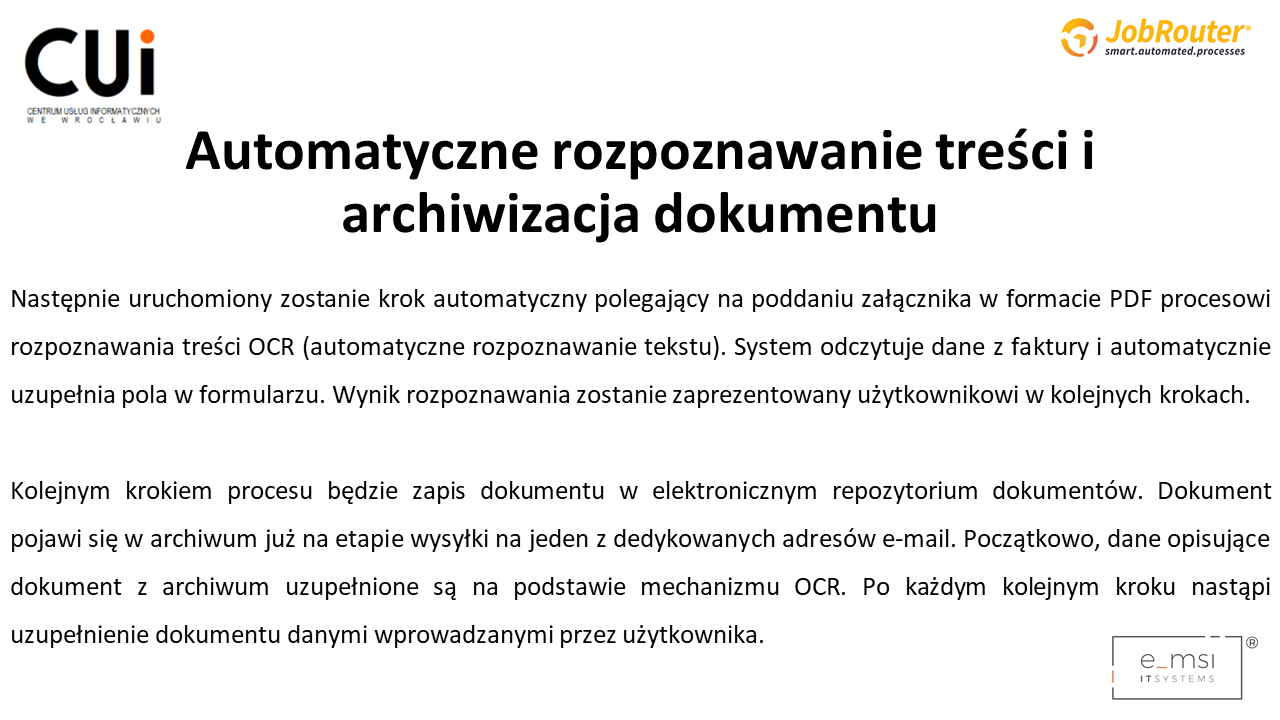 CUi
CENTRUM USŁUG INFORMATYCZNYCH
WE WROCŁAWIU
JobRouter®
smart.automated.processes
Automatyczne rozpoznawanie treści i
archiwizacja dokumentu
Następnie uruchomiony zostanie krok automatyczny polegający na poddaniu załącznika w formacie PDF procesowi
rozpoznawania treści OCR (automatyczne rozpoznawanie tekstu). System odczytuje dane z faktury i automatycznie
uzupełnia pola w formularzu. Wynik rozpoznawania zostanie zaprezentowany użytkownikowi w kolejnych krokach.
Kolejnym krokiem procesu będzie zapis dokumentu w elektronicznym repozytorium dokumentów. Dokument
pojawi się w archiwum już na etapie wysyłki na jeden z dedykowanych adresów e-mail. Początkowo, dane opisujące
dokument z archiwum uzupełnione są na podstawie mechanizmu OCR. Po każdym kolejnym kroku nastąpi
uzupełnienie dokumentu danymi wprowadzanymi przez użytkownika.
e_msi ®
ITSYSTEMS